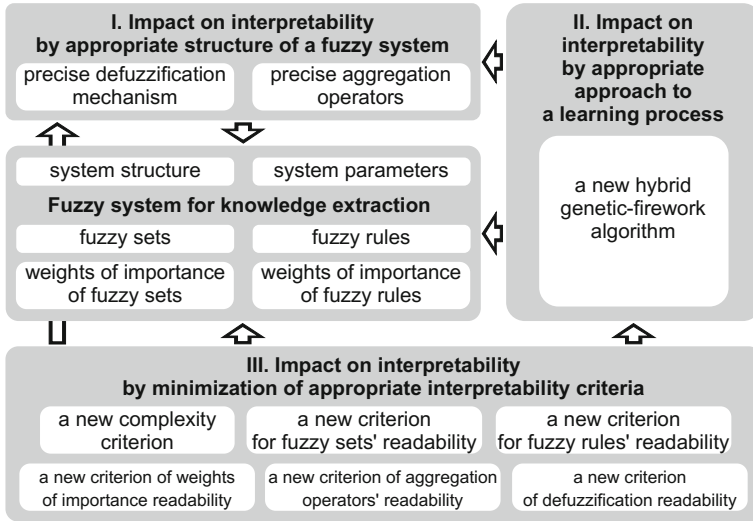 I. Impact on interpretability
by appropriate structure of a fuzzy system
precise defuzzification
mechanism
precise aggregation
operators
II. Impact on
interpretability
by appropriate
approach to
a learning process
a new hybrid
genetic-firework
algorithm
system structure
system parameters
Fuzzy system for knowledge extraction
fuzzy sets
fuzzy rules
weights of importance
of fuzzy sets
weights of importance
of fuzzy rules
III. Impact on interpretability
by minimization of appropriate interpretability criteria
a new complexity
criterion
a new criterion
for fuzzy sets' readability
a new criterion
for fuzzy rules' readability
a new criterion of weights
of importance readability
a new criterion of aggregation
operators' readability
a new criterion
of defuzzification readability